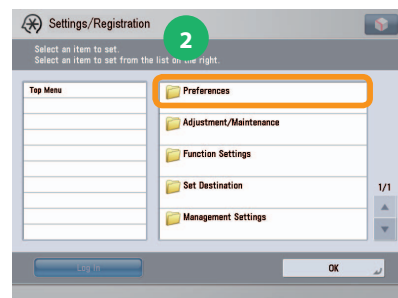 Settings/Registration
2
Select an item to set.
Select an item to set from the list on the right.
Top Menu
Preferences
Adjustment/Maintenance
Function Settings
Set Destination
1/1
Management Settings
Log In
OK